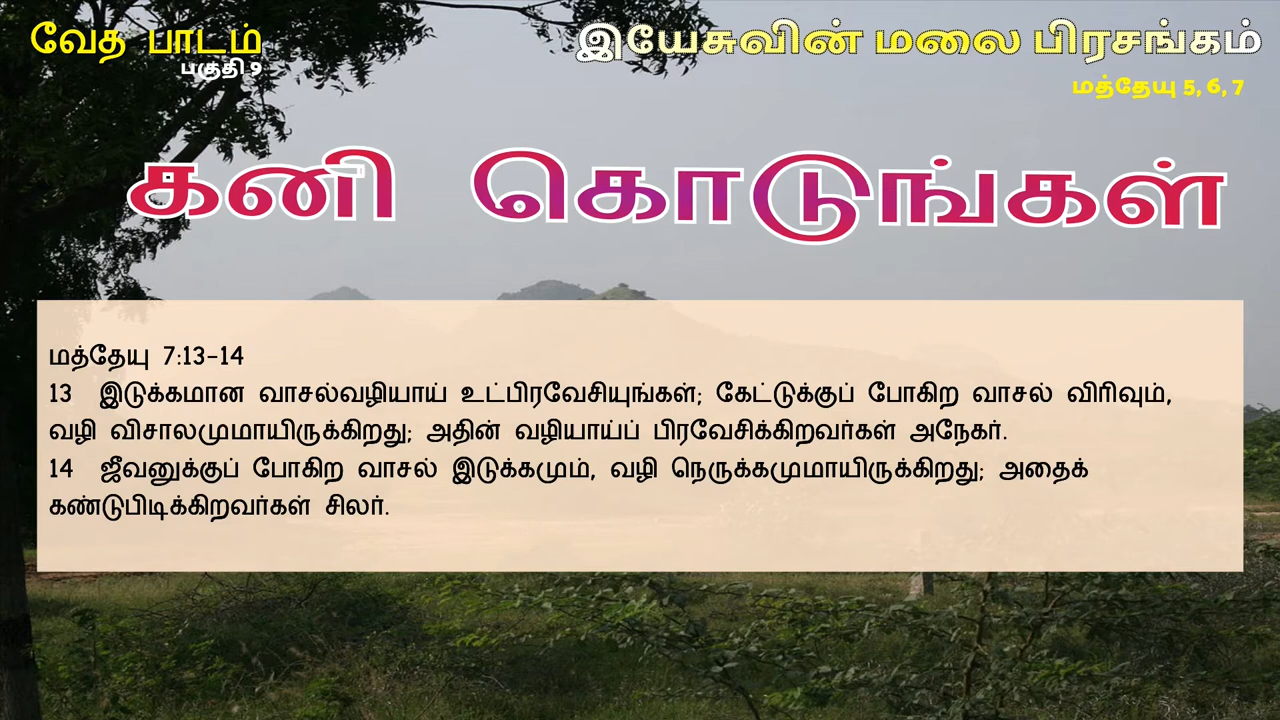 வேத பாடம்
பகுதி 9
இயேசுவின் மலை பிரசங்கம்
மத்தேயு 5, 6, 7
கனி கொடுங்கள்
மத்தேயு 7:13-14
13 இடுக்கமான வாசல்வழியாய் உட்பிரவேசியுங்கள்; கேட்டுக்குப் போகிற வாசல் விரிவும்,
வழி விசாலமுமாயிருக்கிறது; அதின் வழியாய்ப் பிரவேசிக்கிறவர்கள் அநேகர்.
14 ஜீவனுக்குப் போகிற வாசல் இடுக்கமும், வழி நெருக்கமுமாயிருக்கிறது; அதைக்
கண்டுபிடிக்கிறவர்கள் சிலர்.